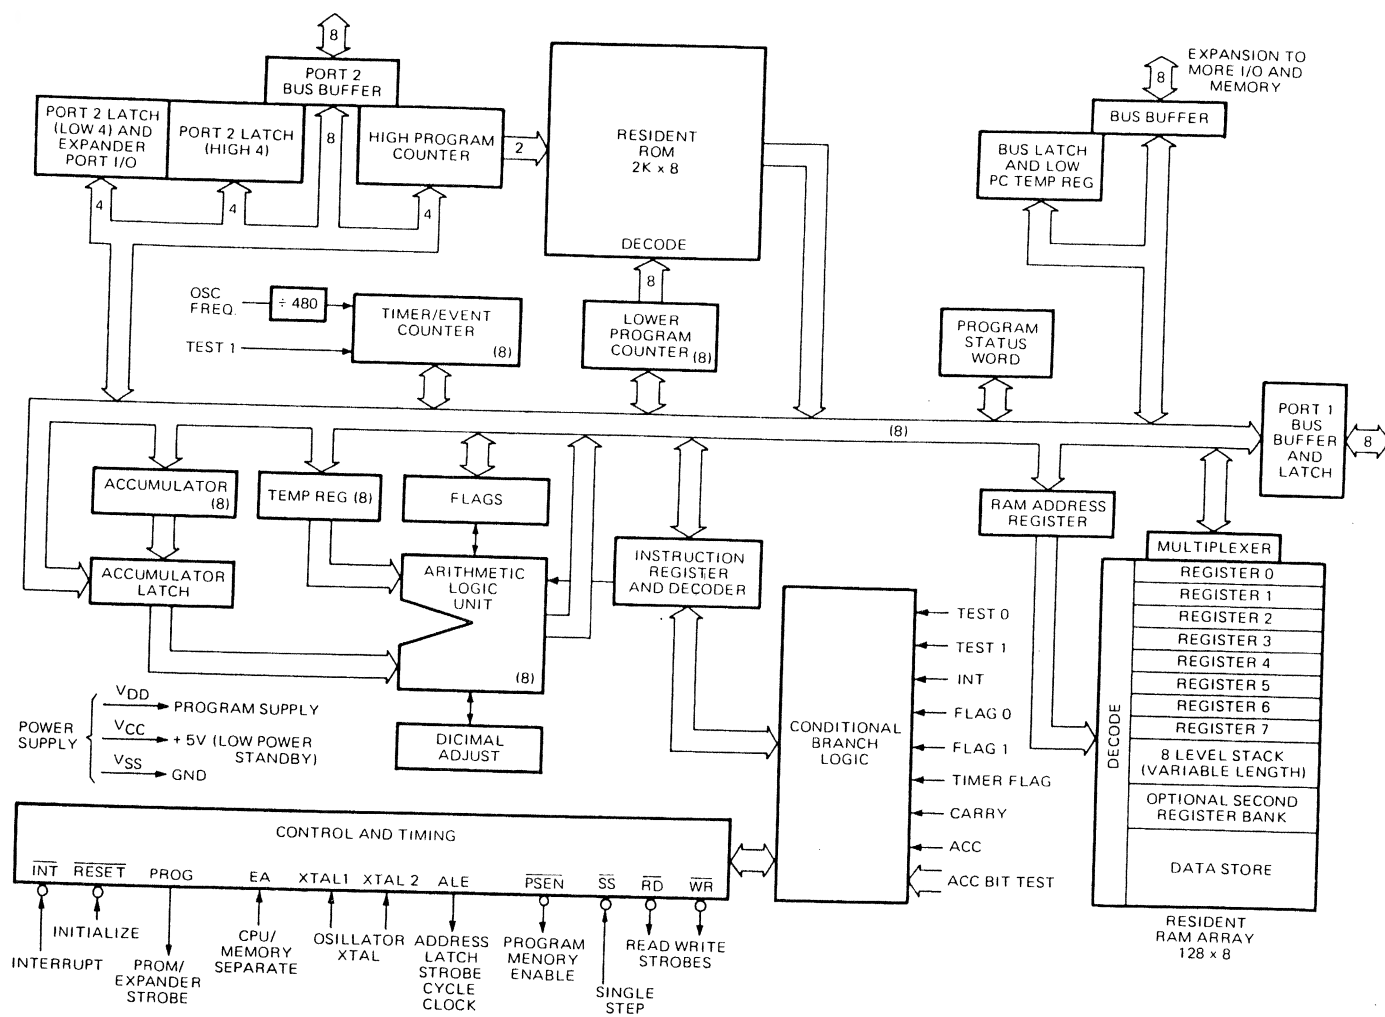 8
PORT 2
BUS BUFFER
PORT 2 LATCH
(LOW 4) AND
EXPANDER
PORT I/O
PORT 2 LATCH
(HIGH 4)
8
HIGH PROGRAM
COUNTER
2
4
4
4
RESIDENT
ROM
2K x 8
DECODE
8
EXPANSION TO
MORE I/O AND
MEMORY
8
BUS BUFFER
BUS LATCH
AND LOW
PC TEMP REG
OSC
FREQ.
÷ 480
TEST 1
TIMER/EVENT
COUNTER
(8)
LOWER
PROGRAM
COUNTER (8)
PROGRAM
STATUS
WORD
(8)
PORT 1
BUS
BUFFER
AND
LATCH
8
ACCUMULATOR
(8)
TEMP REG (8)
FLAGS
RAM ADDRESS
REGISTER
ACCUMULATOR
LATCH
ARITHMETIC
LOGIC
UNIT
(8)
INSTRUCTION
REGISTER
AND DECODER
MULTIPLEXER
DECODE
REGISTER 0
REGISTER 1
REGISTER 2
REGISTER 3
REGISTER 4
REGISTER 5
REGISTER 6
REGISTER 7
8 LEVEL STACK
(VARIABLE LENGTH)
OPTIONAL SECOND
REGISTER BANK
DATA STORE
RESIDENT
RAM ARRAY
128 x 8
CONDITIONAL
BRANCH
LOGIC
TEST 0
TEST 1
INT
FLAG 0
FLAG 1
TIMER FLAG
CARRY
ACC
ACC BIT TEST
DICIMAL
ADJUST
POWER
SUPPLY
VDD
PROGRAM SUPPLY
VCC
+ 5V (LOW POWER
STANDBY)
VSS
GND
CONTROL AND TIMING
INT RESET PROG EA XTAL1 XTAL 2 ALE PSEN SS RD WR
INTERRUPT
INITIALIZE
PROM/
EXPANDER
STROBE
CPU/
MEMORY
SEPARATE
OSILLATOR
XTAL
ADDRESS
LATCH
STROBE
CYCLE
CLOCK
PROGRAM
MENORY
ENABLE
SINGLE
STEP
READ WRITE
STROBES